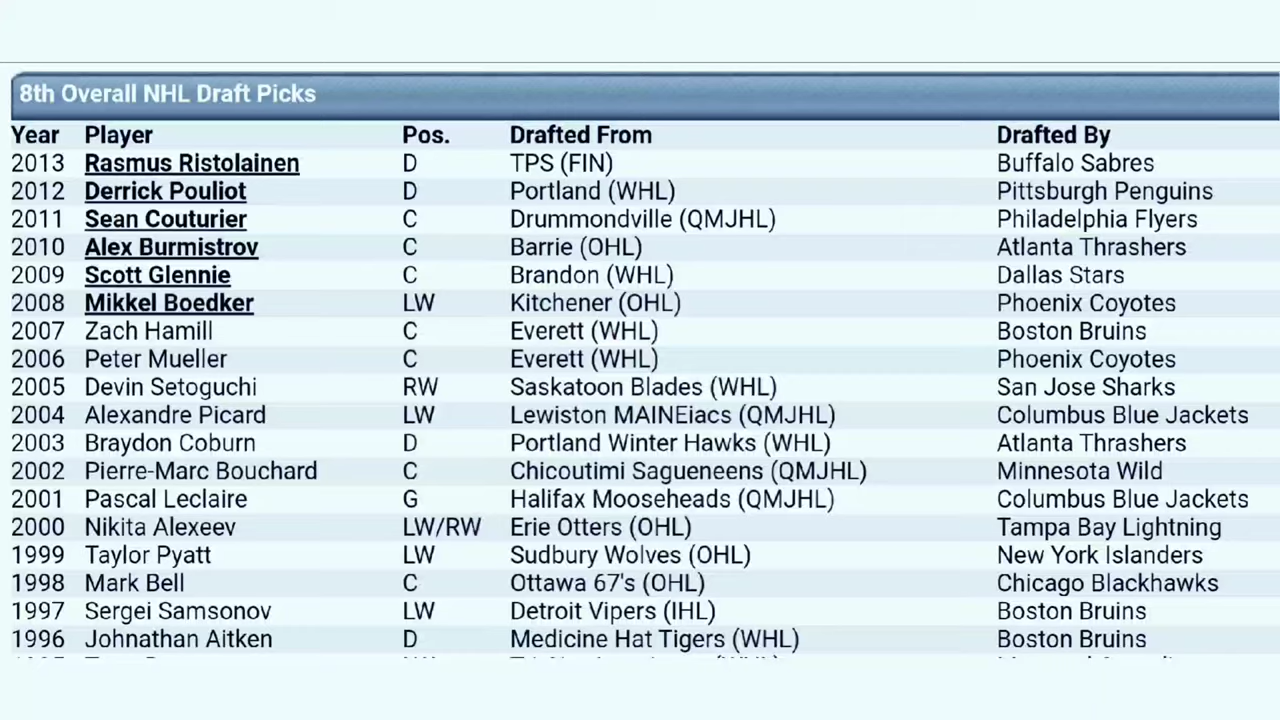 8th Overall NHL Draft Picks
Year Player Pos. Drafted From Drafted By
2013 Rasmus Ristolainen D TPS (FIN) Buffalo Sabres
2012 Derrick Pouliot D Portland (WHL) Pittsburgh Penguins
2011 Sean Couturier C Drummondville (QMJHL) Philadelphia Flyers
2010 Alex Burmistrov C Barrie (OHL) Atlanta Thrashers
2009 Scott Glennie C Brandon (WHL) Dallas Stars
2008 Mikkel Boedker LW Kitchener (OHL) Phoenix Coyotes
2007 Zach Hamill C Everett (WHL) Boston Bruins
2006 Peter Mueller C Everett (WHL) Phoenix Coyotes
2005 Devin Setoguchi RW Saskatoon Blades (WHL) San Jose Sharks
2004 Alexandre Picard LW Lewiston MAINEiacs (QMJHL) Columbus Blue Jackets
2003 Braydon Coburn D Portland Winter Hawks (WHL) Atlanta Thrashers
2002 Pierre-Marc Bouchard C Chicoutimi Sagueneens (QMJHL) Minnesota Wild
2001 Pascal Leclaire G Halifax Mooseheads (QMJHL) Columbus Blue Jackets
2000 Nikita Alexeev LW/RW Erie Otters (OHL) Tampa Bay Lightning
1999 Taylor Pyatt LW Sudbury Wolves (OHL) New York Islanders
1998 Mark Bell C Ottawa 67's (OHL) Chicago Blackhawks
1997 Sergei Samsonov LW Detroit Vipers (IHL) Boston Bruins
1996 Johnathan Aitken D Medicine Hat Tigers (WHL) Boston Bruins